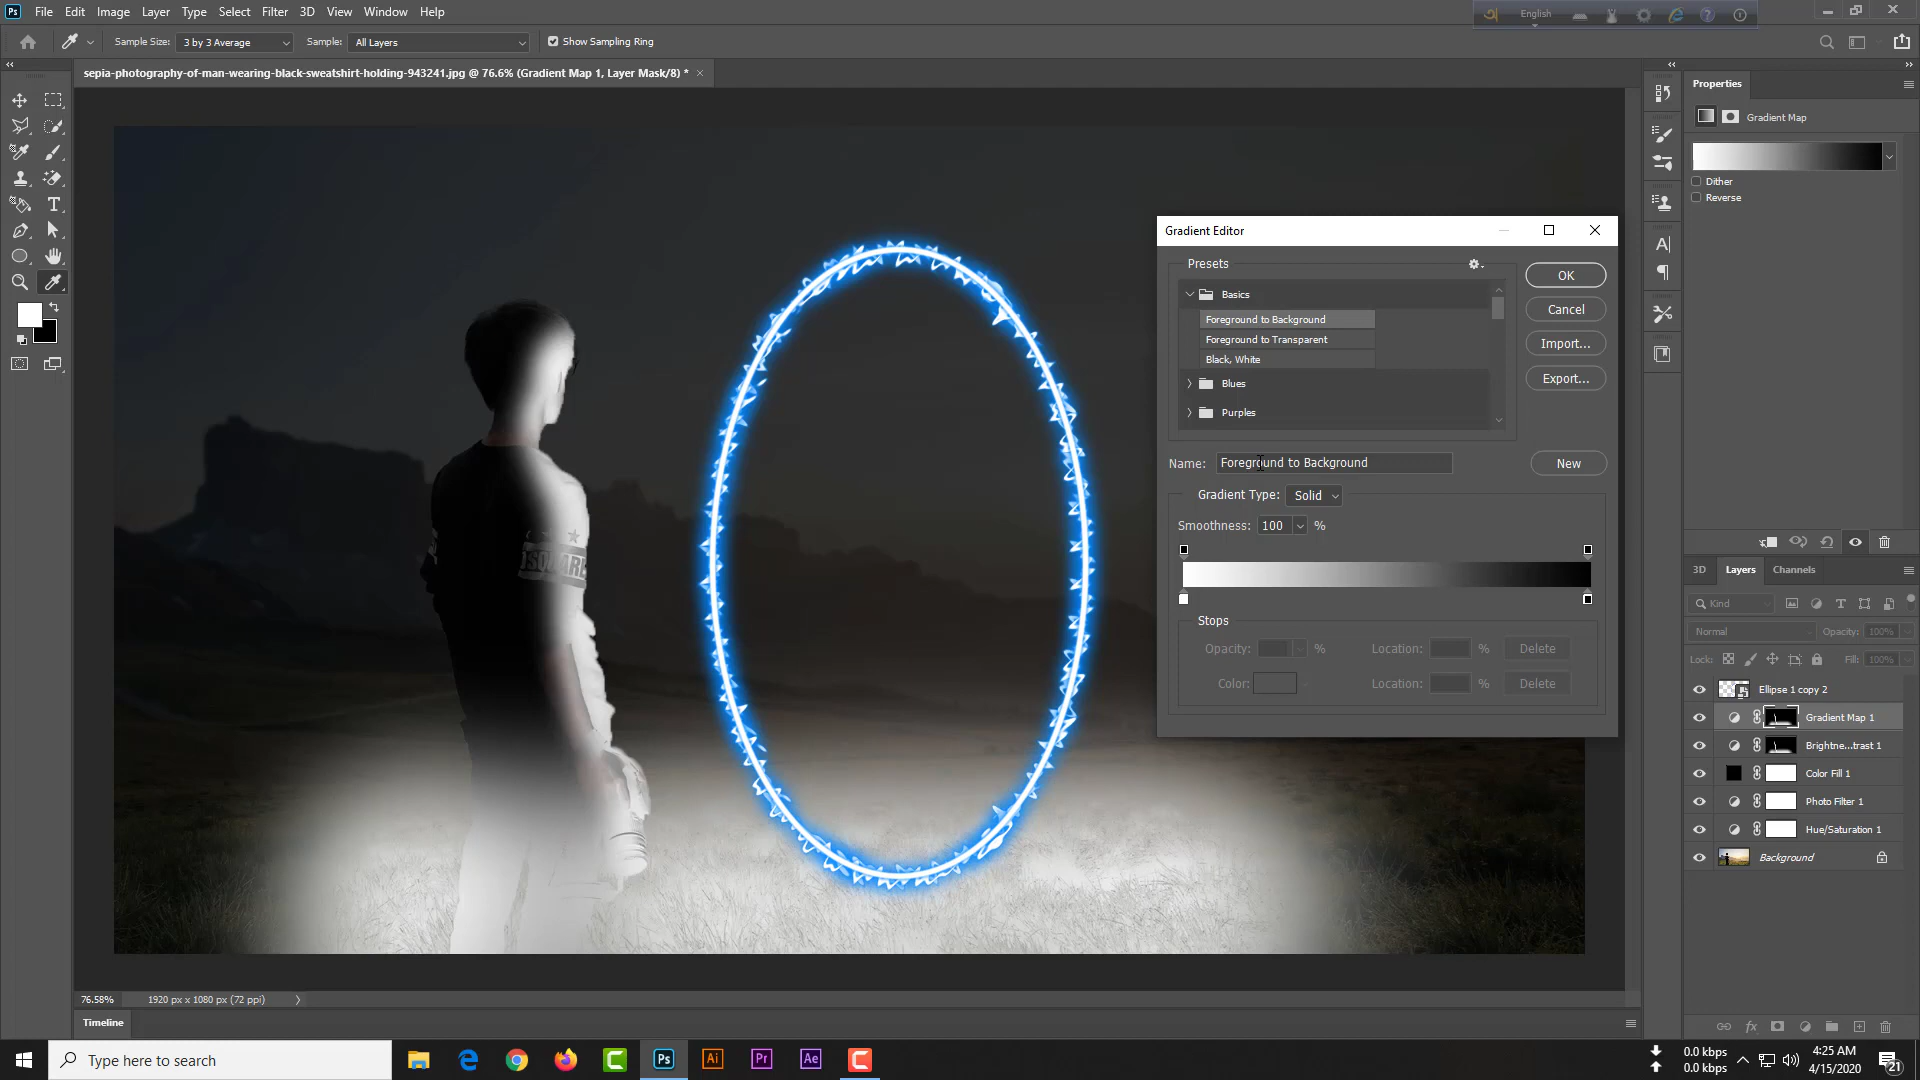 Ps File Edit Image Layer Type Select Filter 3D View Window Help
English
Sample Size: 3 by 3 Average Sample: All Layers Show Sampling Ring
sepia-photography-of-man-wearing-black-sweatshirt-holding-943241.jpg @ 76.6% (Gradient Map 1, Layer Mask/8) *
Properties
Gradient Map
Dither
Reverse
Gradient Editor
Presets
Basics
Foreground to Background
Foreground to Transparent
Black, White
Blues
Purples
OK
Cancel
Import...
Export...
Name: Foreground to Background
New
Gradient Type: Solid
Smoothness: 100 %
Stops
Opacity: % Location: % Delete
Color: Location: % Delete
3D Layers Channels
Kind
Normal Opacity: 100%
Lock: Fill: 100%
Ellipse 1 copy 2
Gradient Map 1
Brightne...trast 1
Color Fill 1
Photo Filter 1
Hue/Saturation 1
Background
76.58% 1920 px x 1080 px (72 ppi)
Timeline
Type here to search
Ps Ai Pr Ae
0.0 kbps
0.0 kbps
4:25 AM
4/15/2020
21